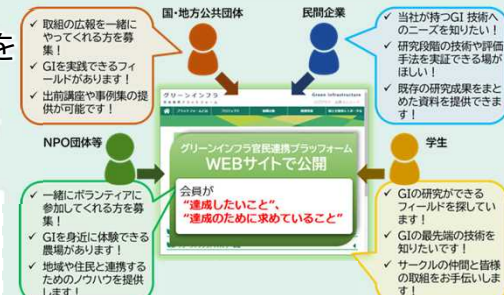 を
国・地方公共団体
民間企業
✓ 取組の広報を一緒に
やってくれる方を募
集！
✓ GIを実践できるフィ
ールドがあります！
✓ 出前講座や事例集の提
供が可能です！
✓ 当社が持つGI 技術へ
のニーズを知りたい！
✓ 研究段階の技術や評価
手法を実証できる場が
ほしい！
✓ 既存の研究成果をまと
めた資料を提供できま
す！
グリーンインフラ
Green Infrastructure
NPO団体等
学生
グリーンインフラ官民連携プラットフォーム
WEBサイトで公開
会員が
“達成したいこと”、
“達成のために求めていること”
✓ 一緒にボランティアに
参加してくれる方を募
集！
✓ GIを身近に体験できる
農場があります！
✓ 地域や住民と連携する
ためのノウハウを提供
します！
✓ GIの研究ができる
フィールドを探してい
ます！
✓ GIの最先端の技術を
知りたいです！
✓ サークルの仲間と皆様
の取組をお手伝いしま
す！